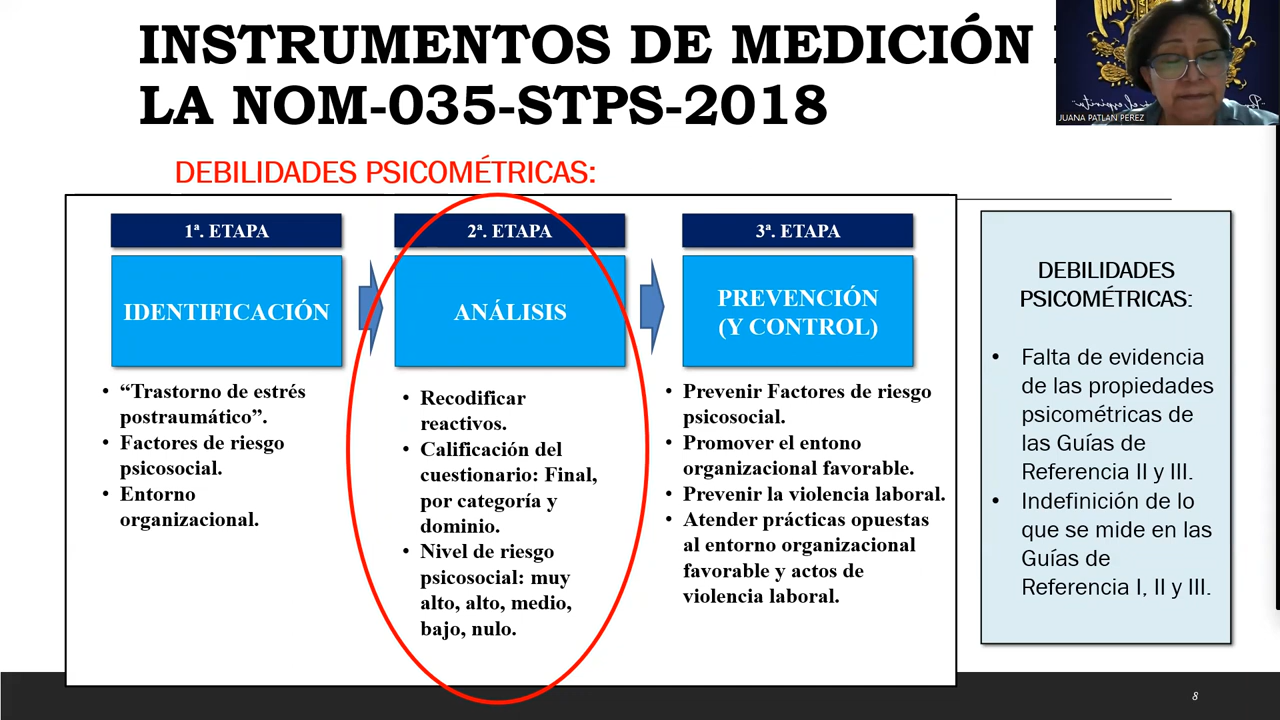 INSTRUMENTOS DE MEDICIÓN
LA NOM-035-STPS-2018
JUANA PATLAN PEREZ
DEBILIDADES PSICOMÉTRICAS:
1ª. ETAPA
IDENTIFICACIÓN
• “Trastorno de estrés
postraumático”.
• Factores de riesgo
psicosocial.
• Entorno
organizacional.
2ª. ETAPA
ANÁLISIS
• Recodificar
reactivos.
• Calificación del
cuestionario: Final,
por categoría y
dominio.
• Nivel de riesgo
psicosocial: muy
alto, alto, medio,
bajo, nulo.
3ª. ETAPA
PREVENCIÓN
(Y CONTROL)
• Prevenir Factores de riesgo
psicosocial.
• Promover el entono
organizacional favorable.
• Prevenir la violencia laboral.
• Atender prácticas opuestas
al entorno organizacional
favorable y actos de
violencia laboral.
DEBILIDADES
PSICOMÉTRICAS:
• Falta de evidencia
de las propiedades
psicométricas de
las Guías de
Referencia II y III.
• Indefinición de lo
que se mide en las
Guías de
Referencia I, II y III.
8